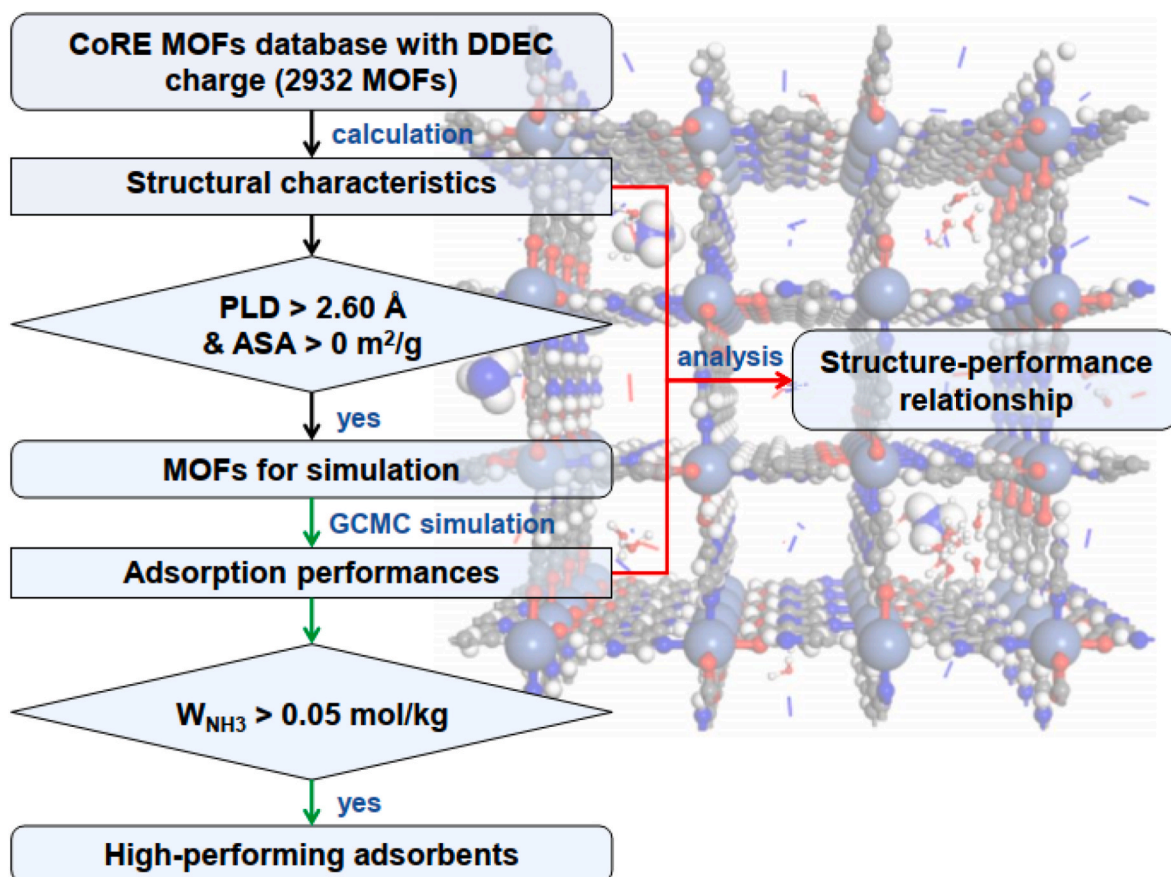 CoRE MOFs database with DDEC
charge (2932 MOFs)
calculation
Structural characteristics
PLD > 2.60 Å
& ASA > 0 m²/g
analysis
Structure-performance
relationship
yes
MOFs for simulation
GCMC simulation
Adsorption performances
W_NH3 > 0.05 mol/kg
yes
High-performing adsorbents